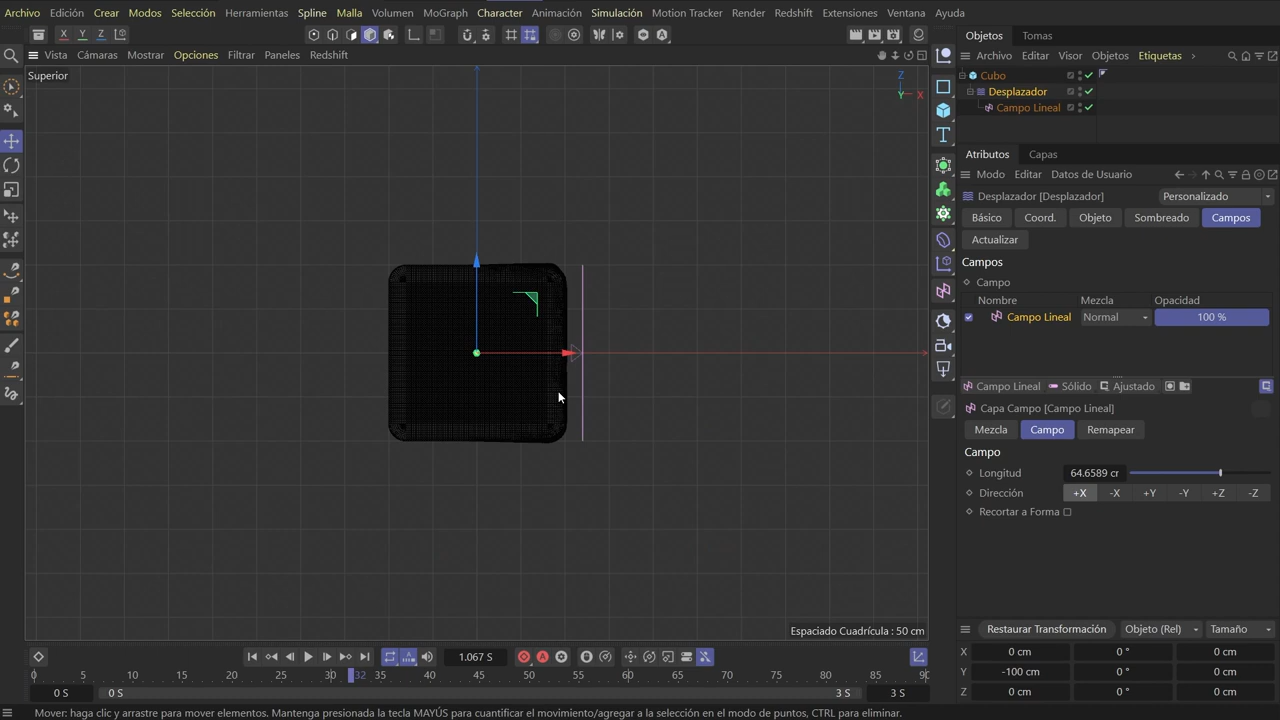 Archivo Edición Crear Modos Selección Herramientas Spline Malla Volumen MoGraph Character Animación Simulación Motion Tracker Render Redshift Extensiones Ventana Ayuda
X Y Z
Vista Cámaras Mostrar Opciones Filtrar Paneles Redshift
Superior
Z
Y X
Espaciado Cuadrícula : 50 cm
Objetos Tomas
Archivo Editar Visor Objetos Etiquetas
Cubo
Desplazador
Campo Lineal
Atributos Capas
Modo Editar Datos de Usuario
Desplazador [Desplazador] Personalizado
Básico Coord. Objeto Sombreado Campos
Actualizar
Campos
Campo
Nombre Mezcla Opacidad
Campo Lineal Normal 100 %
Campo Lineal Sólido Ajustado
Capa Campo [Campo Lineal]
Mezcla Campo Remapear
Campo
Longitud 64.6589 cr
Dirección +X -X +Y -Y +Z -Z
Recortar a Forma
Restaurar Transformación Objeto (Rel) Tamaño
X 0 cm 0 ° 0 cm
Y -100 cm 0 ° 0 cm
Z 0 cm 0 ° 0 cm
1.067 S
0 5 10 15 20 25 32 35 40 45 50 55 60 65 70 75 80 85 90
0 S 0 S 3 S 3 S
Mover: haga clic y arrastre para mover elementos. Mantenga presionada la tecla MAYÚS para cuantificar el movimiento/agregar a la selección en el modo de puntos, CTRL para eliminar.